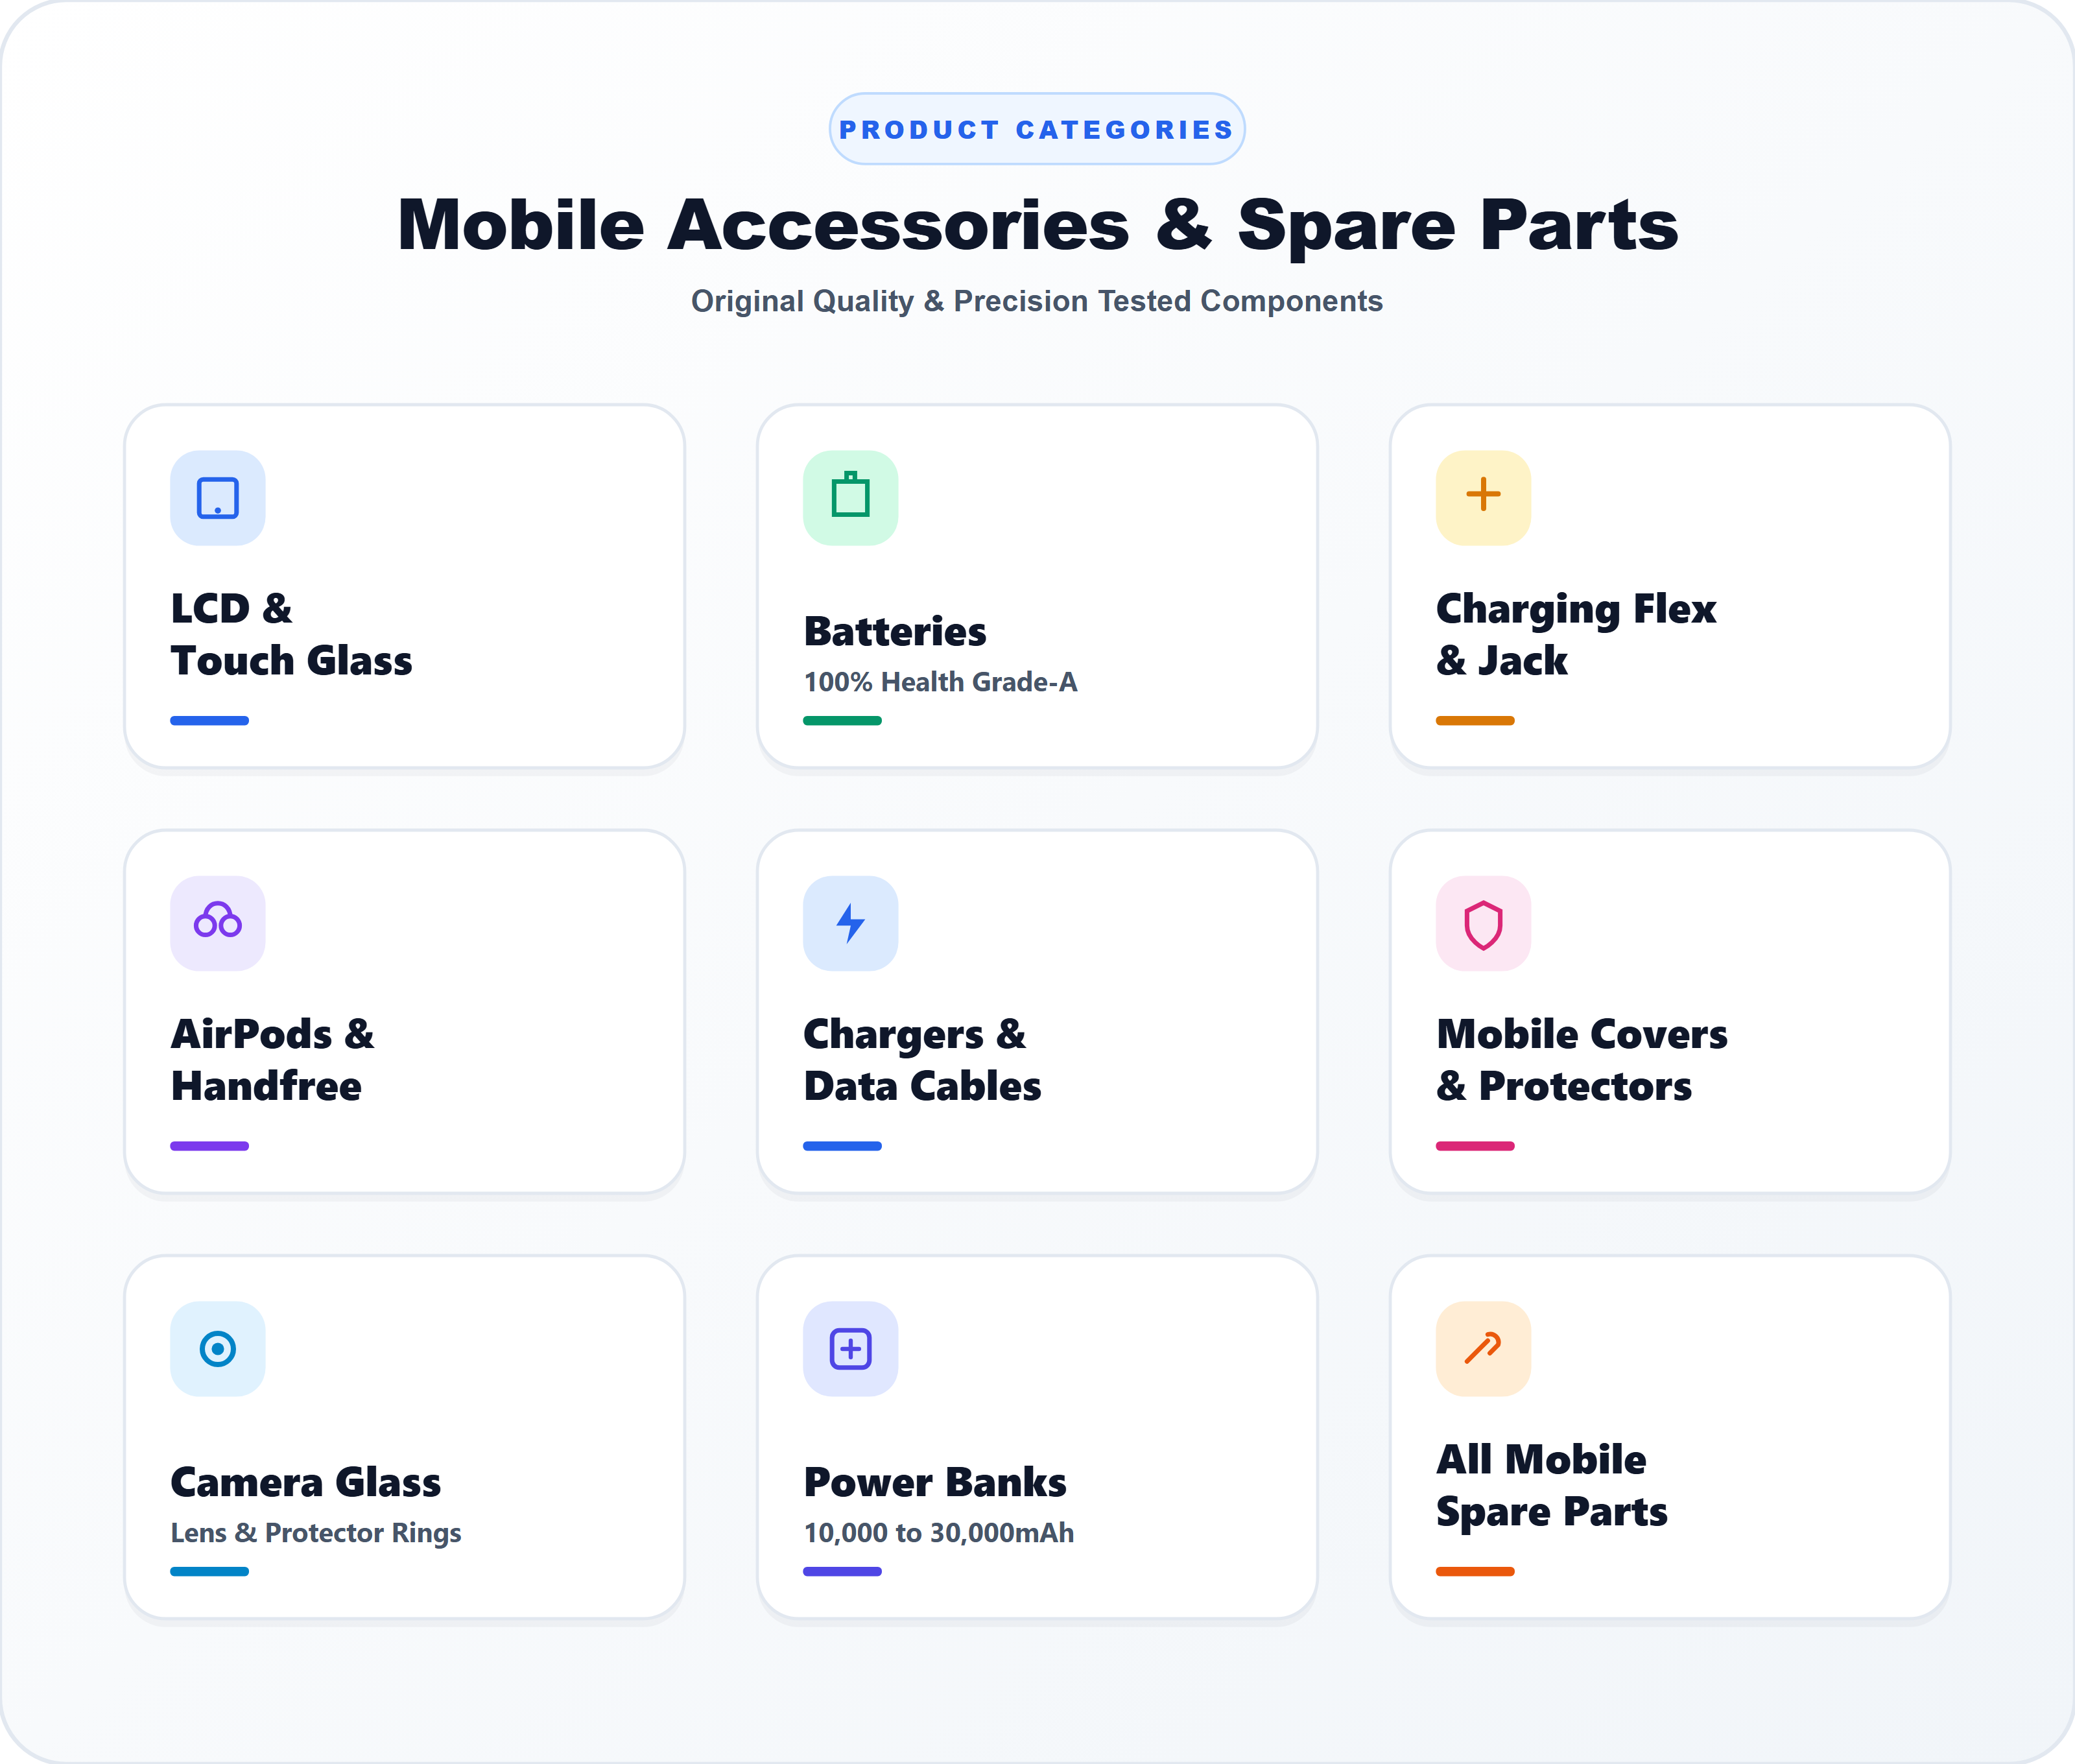 PRODUCT CATEGORIES
Mobile Accessories & Spare Parts
Original Quality & Precision Tested Components
LCD &
Touch Glass
Batteries
100% Health Grade-A
Charging Flex
& Jack
AirPods &
Handfree
Chargers &
Data Cables
Mobile Covers
& Protectors
Camera Glass
Lens & Protector Rings
Power Banks
10,000 to 30,000mAh
All Mobile
Spare Parts